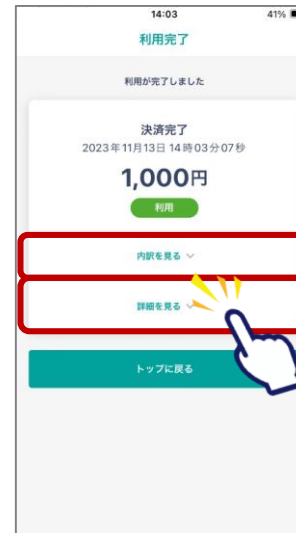 14:03
41%
利用完了
利用が完了しました
決済完了
2023年11月13日 14時03分07秒
1,000円
利用
内訳を見る
詳細を見る
トップに戻る